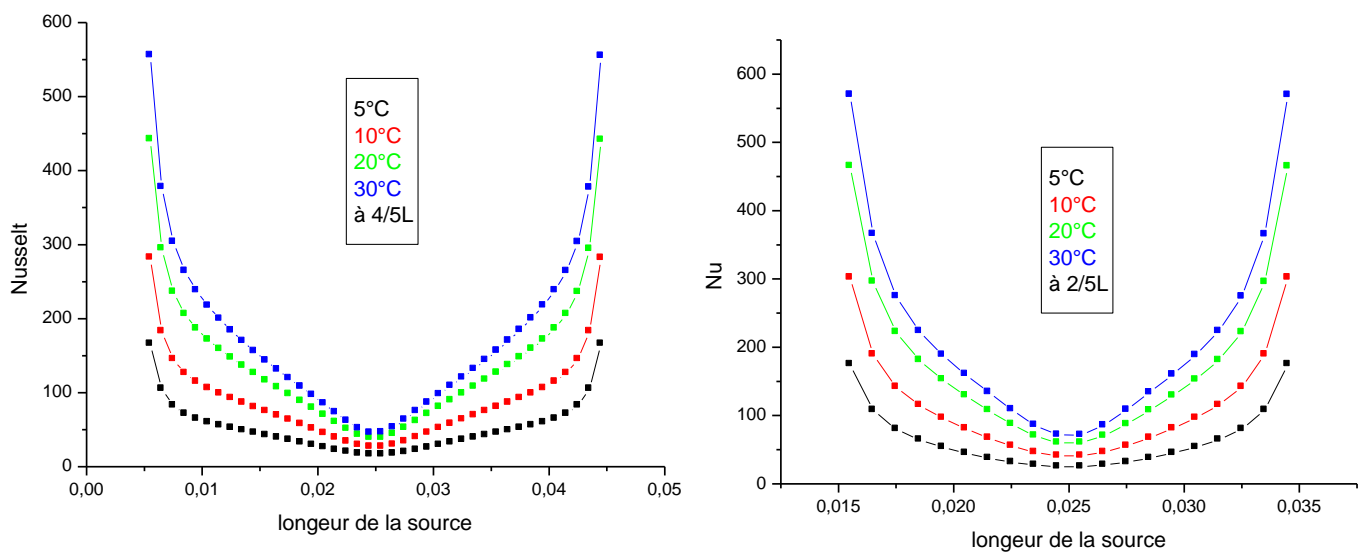 600
500
400
300
200
100
0
Nusselt
5°C
10°C
20°C
30°C
à 4/5L
0,00 0,01 0,02 0,03 0,04 0,05
longeur de la source
600
500
400
300
200
100
0
Nu
5°C
10°C
20°C
30°C
à 2/5L
0,015 0,020 0,025 0,030 0,035
longeur de la source